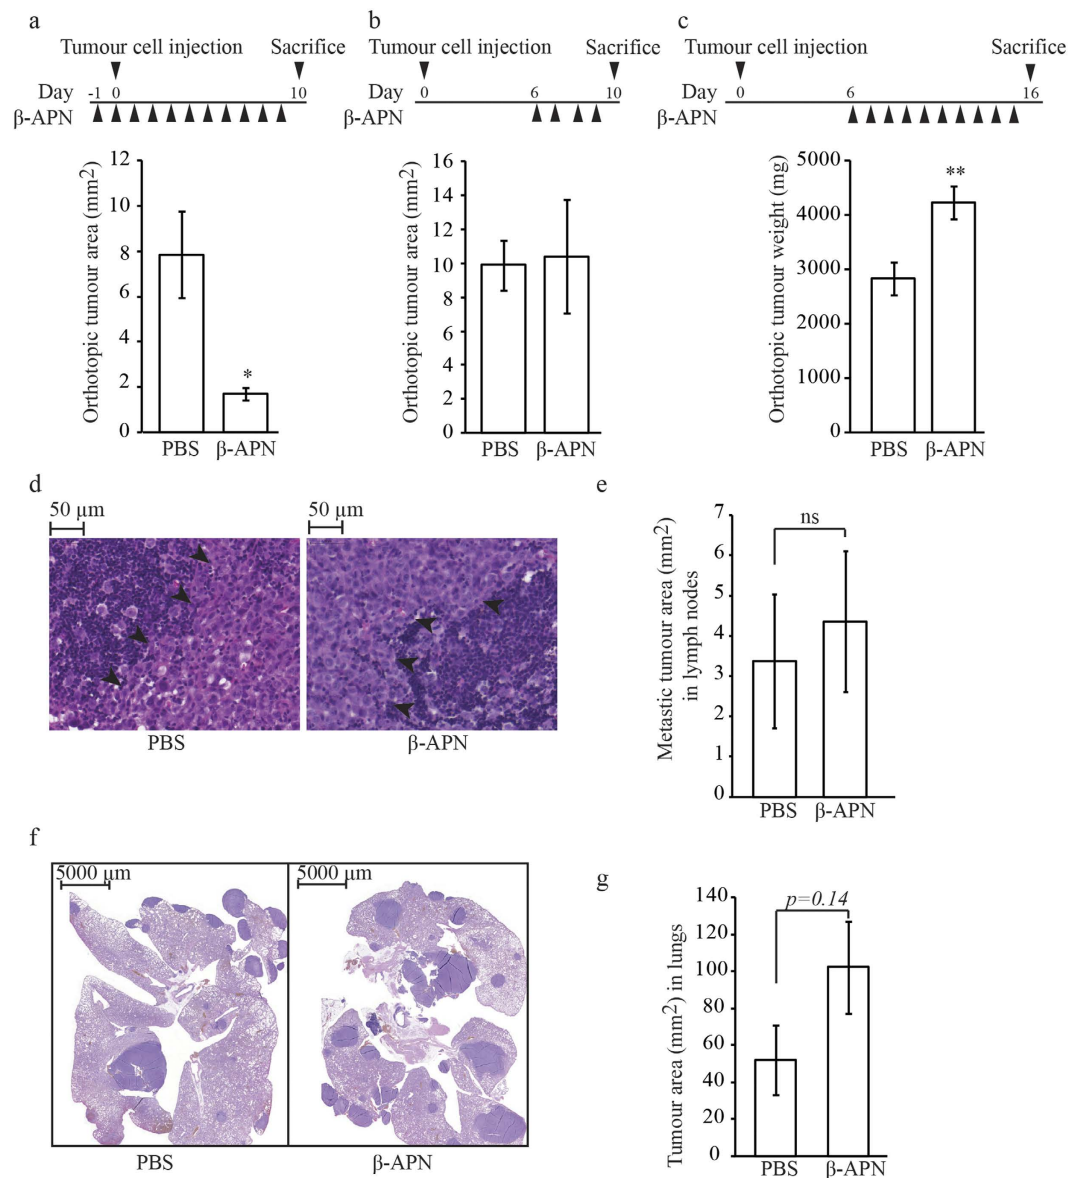 a
Tumour cell injection Sacrifice
Day -1 0 10
β-APN
Orthotopic tumour area (mm2)
12
10
8
6
4
2
0
*
PBS β-APN
b
Tumour cell injection Sacrifice
Day 0 6 10
β-APN
Orthotopic tumour area (mm2)
16
14
12
10
8
6
4
2
0
PBS β-APN
c
Tumour cell injection Sacrifice
Day 0 6 16
β-APN
Orthotopic tumour weight (mg)
5000
4000
3000
2000
1000
0
**
PBS β-APN
d
50 µm 50 µm
PBS β-APN
e
Metastic tumour area (mm2)
in lymph nodes
7
6
5
4
3
2
1
0
ns
PBS β-APN
f
5000 µm 5000 µm
PBS β-APN
g
Tumour area (mm2) in lungs
140
120
100
80
60
40
20
0
p=0.14
PBS β-APN